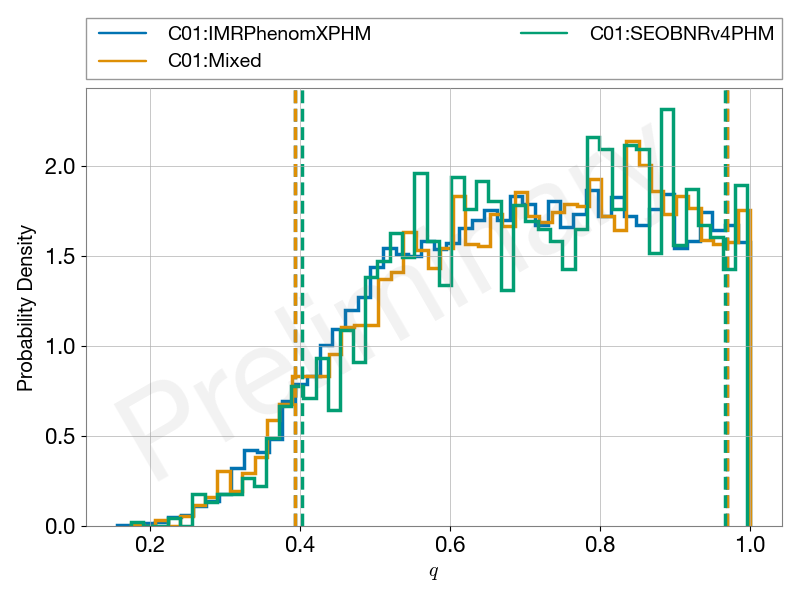 C01:IMRPhenomXPHM
C01:Mixed
C01:SEOBNRv4PHM
Preliminary
Probability Density
2.0
1.5
1.0
0.5
0.0
0.2 0.4 0.6 0.8 1.0
q